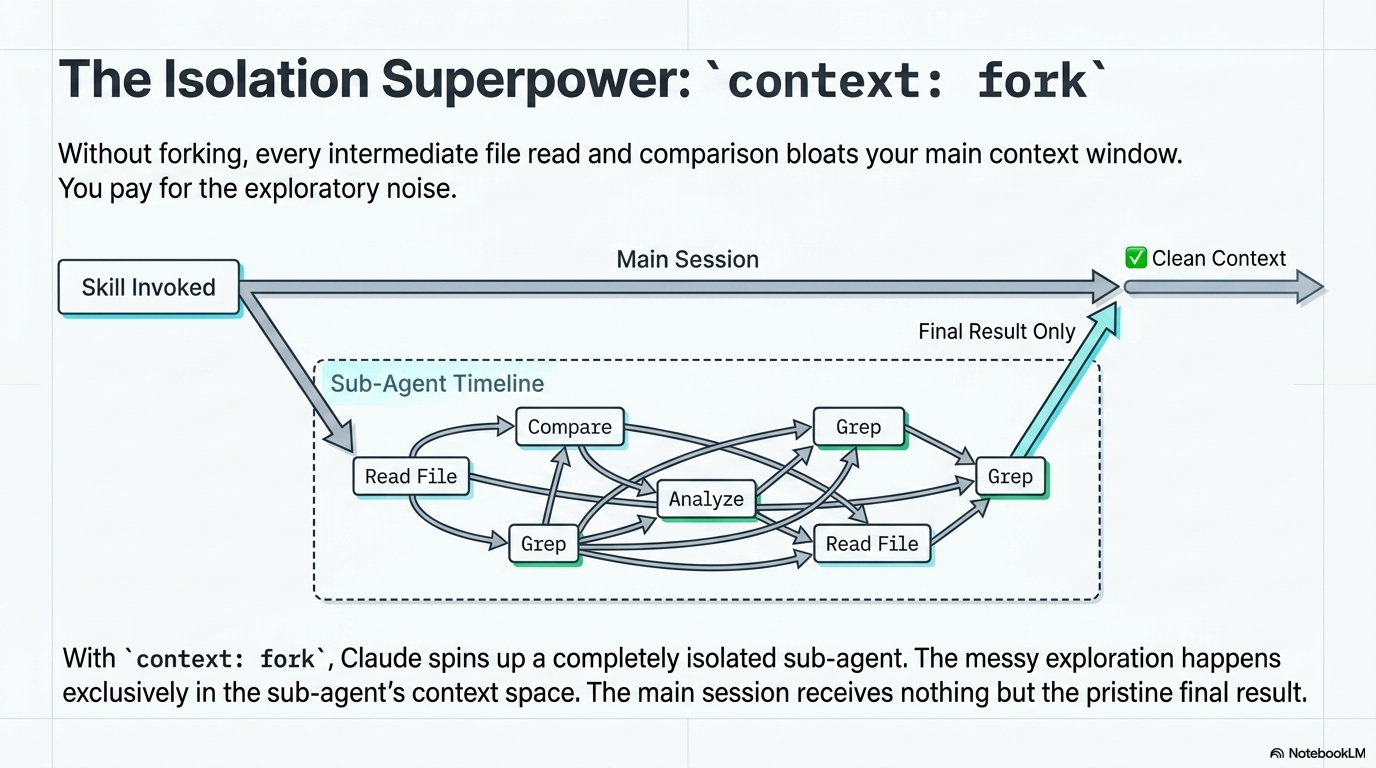 The Isolation Superpower: `context: fork`
Without forking, every intermediate file read and comparison bloats your main context window.
You pay for the exploratory noise.
Skill Invoked
Main Session
✅ Clean Context
Final Result Only
Sub-Agent Timeline
Compare
Grep
Read File
Analyze
Grep
Grep
Read File
With `context: fork`, Claude spins up a completely isolated sub-agent. The messy exploration happens
exclusively in the sub-agent's context space. The main session receives nothing but the pristine final result.
NotebookLM